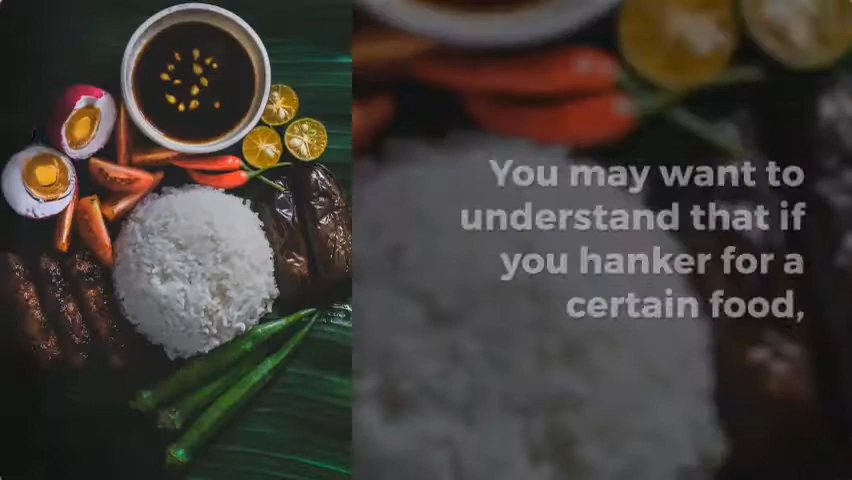 You may want to
understand that if
you hanker for a
certain food,